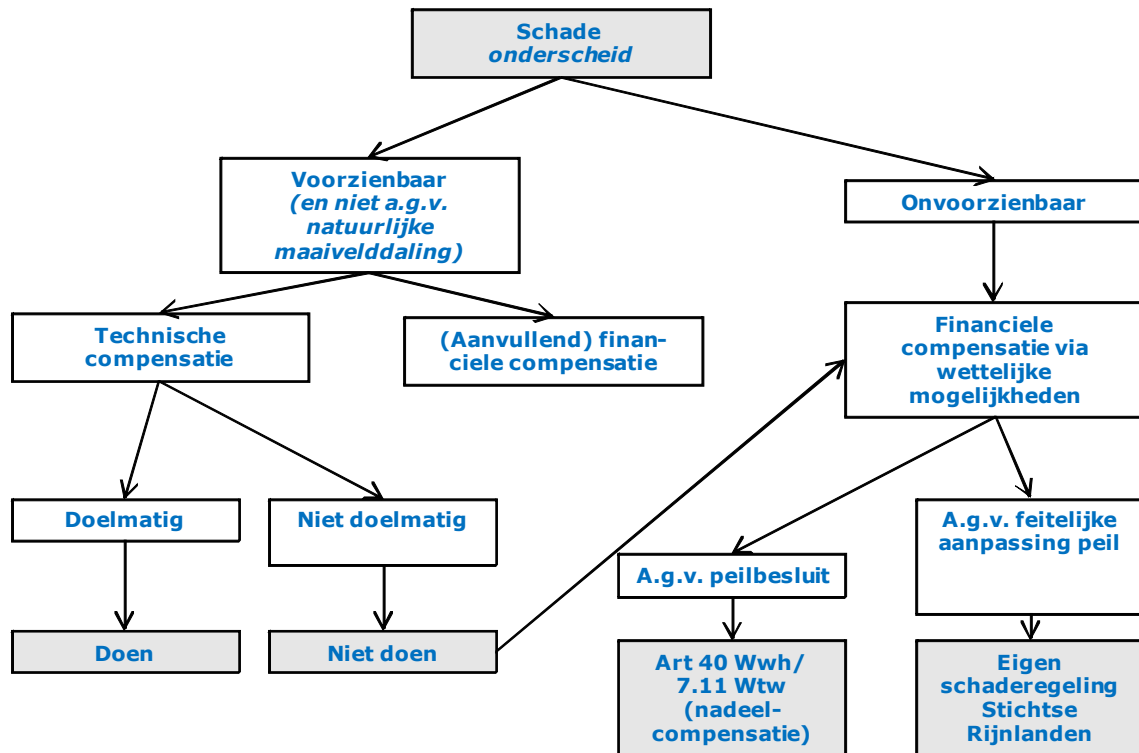 Schade
onderscheid
Voorzienbaar
(en niet a.g.v.
natuurlijke
maaivelddaling)
Onvoorzienbaar
Technische
compensatie
(Aanvullend) finan-
ciele compensatie
Financiele
compensatie via
wettelijke
mogelijkheden
Doelmatig
Niet doelmatig
A.g.v. peilbesluit
A.g.v. feitelijke
aanpassing peil
Doen
Niet doen
Art 40 Wwh/
7.11 Wtw
(nadeel-
compensatie)
Eigen
schaderegeling
Stichtse
Rijnlanden